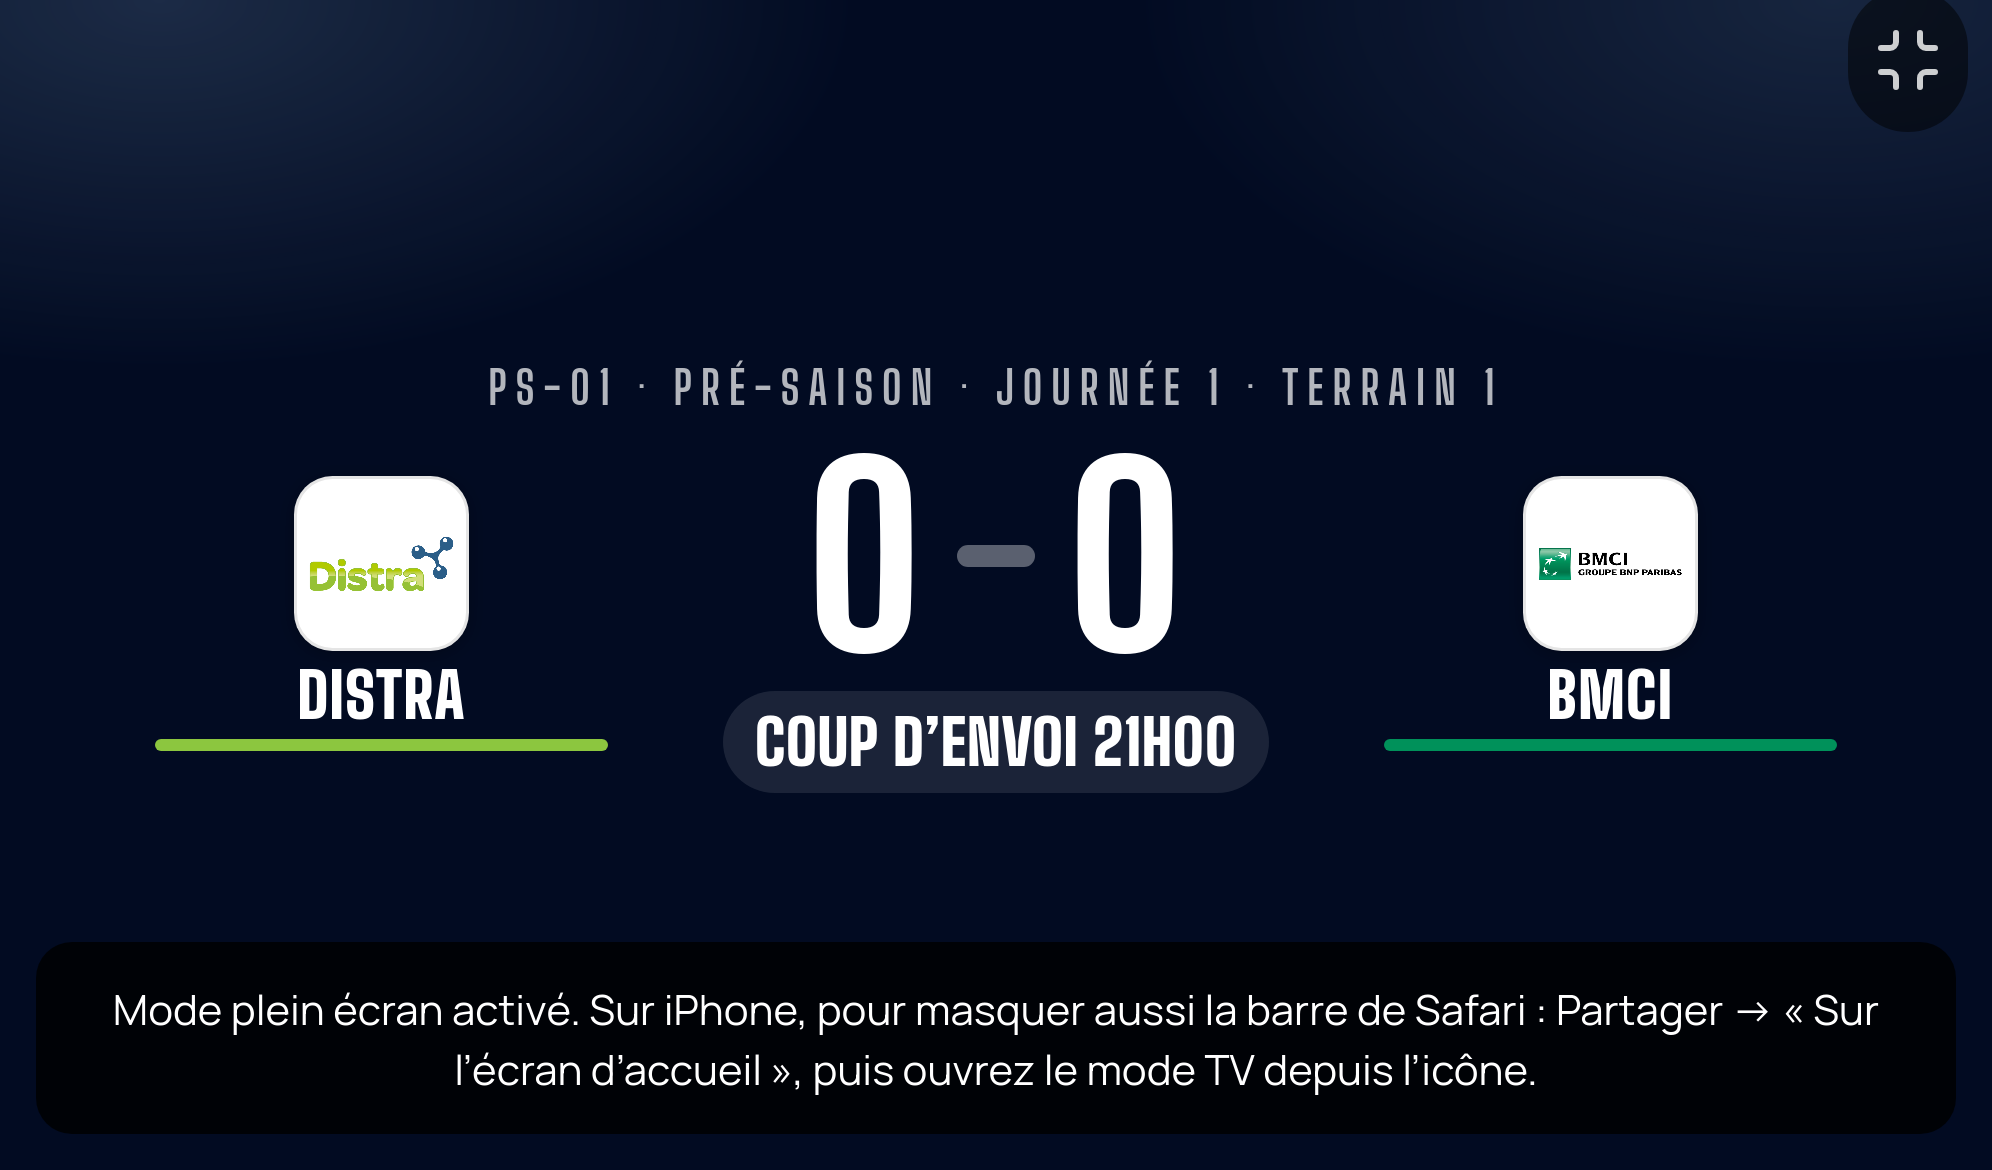 PS-01 · PRÉ-SAISON · JOURNÉE 1 · TERRAIN 1
0 - 0
Distra
BMCI
GROUPE BNP PARIBAS
DISTRA
BMCI
COUP D’ENVOI 21H00
Mode plein écran activé. Sur iPhone, pour masquer aussi la barre de Safari : Partager → « Sur
l’écran d’accueil », puis ouvrez le mode TV depuis l’icône.